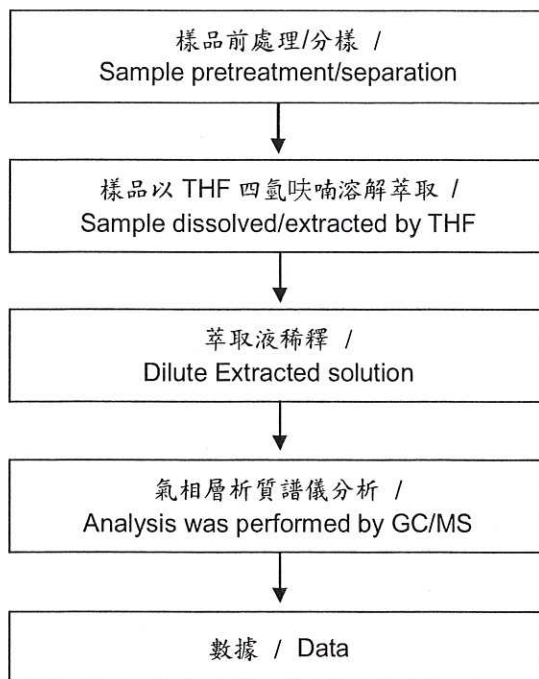 樣品前處理/分樣 /
Sample pretreatment/separation
樣品以 THF 四氫呋喃溶解萃取 /
Sample dissolved/extracted by THF
萃取液稀釋 /
Dilute Extracted solution
氣相層析質譜儀分析 /
Analysis was performed by GC/MS
數據 / Data